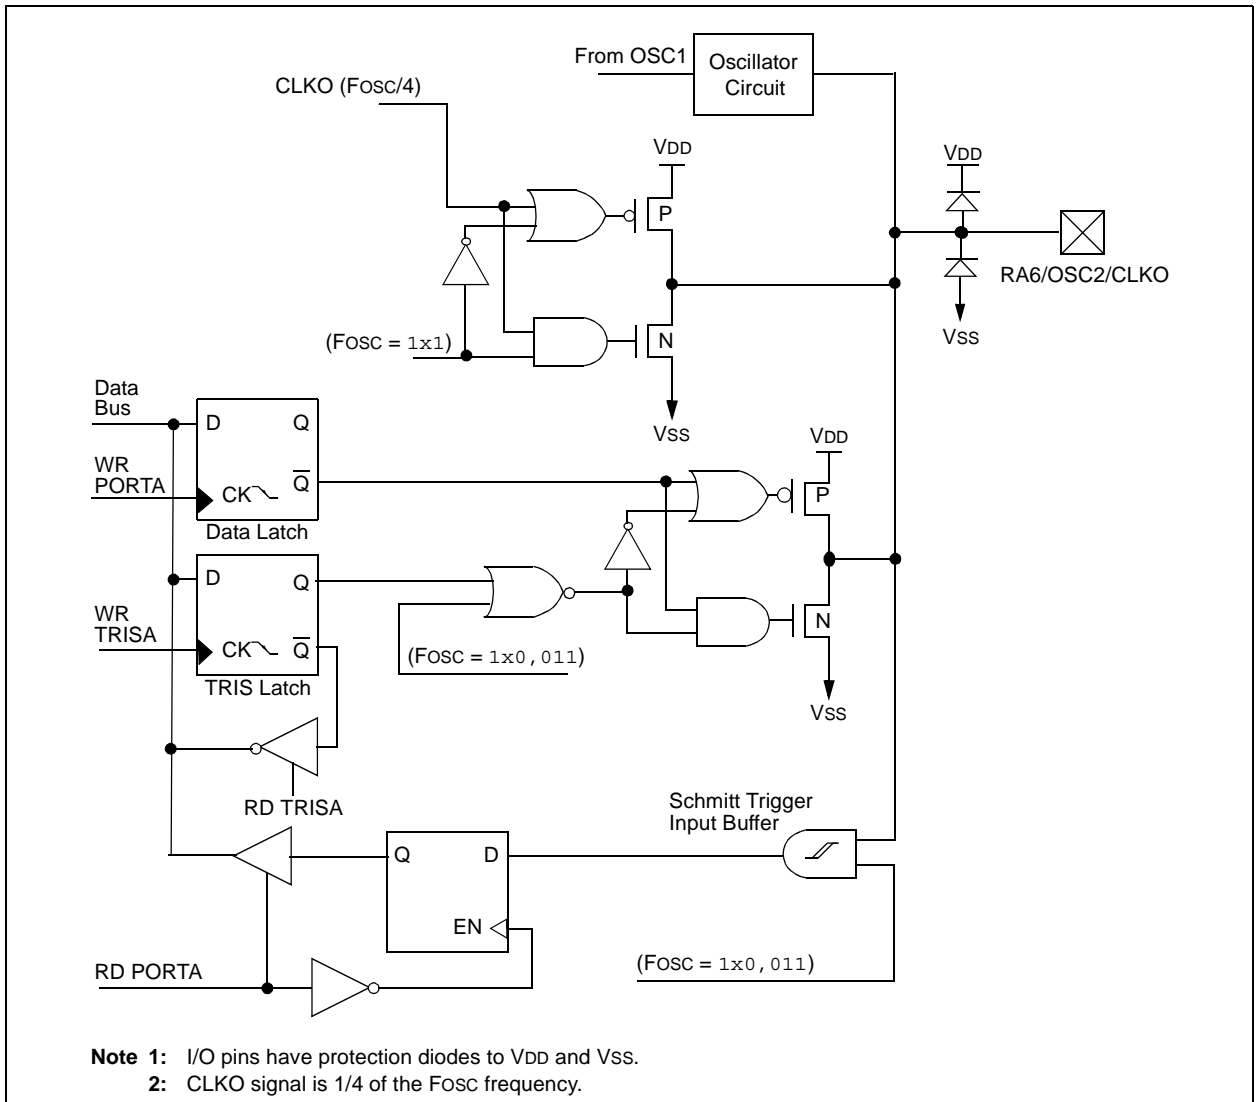 From OSC1
Oscillator
Circuit
CLKO (FOSC/4)
VDD
P
VDD
RA6/OSC2/CLKO
VSS
(FOSC = 1x1)
N
VSS
Data
Bus
D
Q
WR
PORTA
CK
Q
Data Latch
VDD
P
D
Q
WR
TRISA
CK
Q
TRIS Latch
(FOSC = 1x0,011)
N
VSS
RD TRISA
Schmitt Trigger
Input Buffer
Q
D
EN
RD PORTA
(FOSC = 1x0,011)
Note 1: I/O pins have protection diodes to VDD and VSS.
2: CLKO signal is 1/4 of the FOSC frequency.